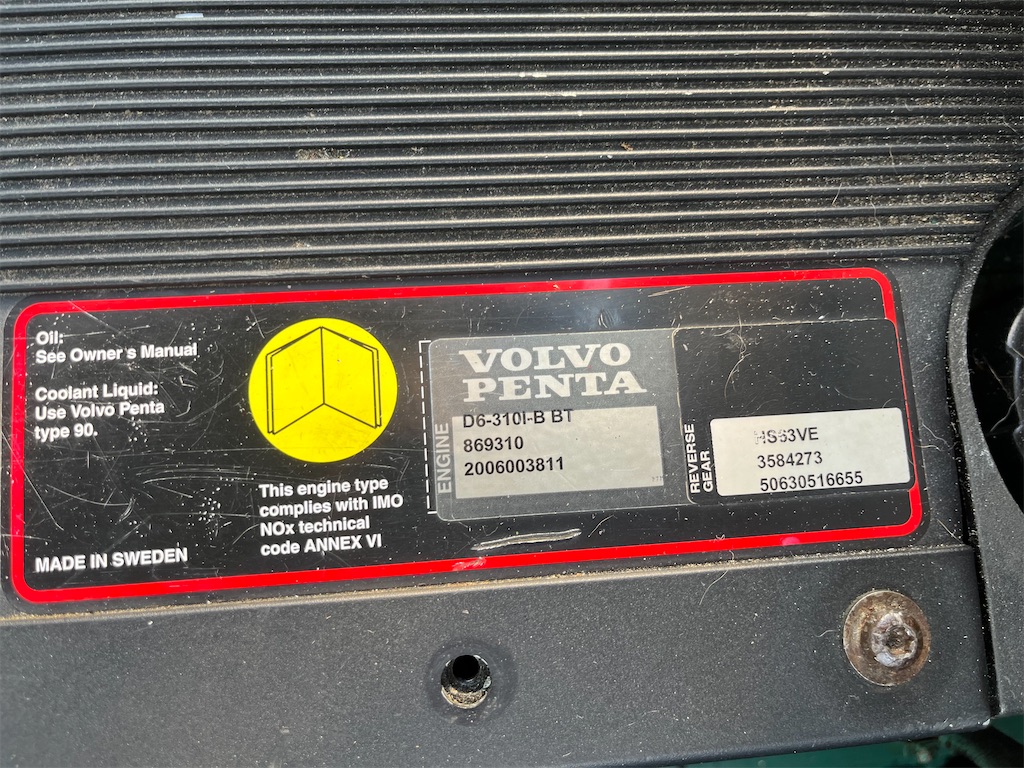 Oil:
See Owner's Manual
Coolant Liquid:
Use Volvo Penta
type 90.
MADE IN SWEDEN
This engine type
complies with IMO
NOx technical
code ANNEX VI
ENGINE
VOLVO
PENTA
D6-310I-B BT
869310
2006003811
REVERSE
GEAR
HS63VE
3584273
50630516655